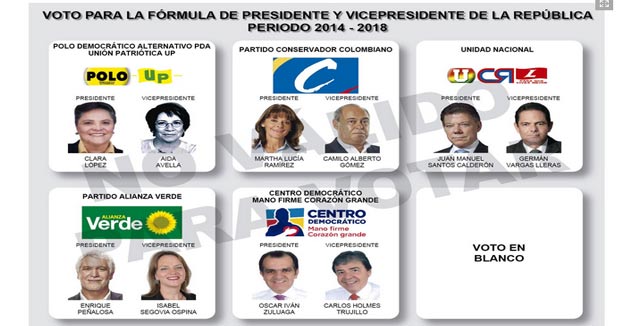 VOTO PARA LA FÓRMULA DE PRESIDENTE Y VICEPRESIDENTE DE LA REPÚBLICA
PERIODO 2014 - 2018
POLO DEMOCRÁTICO ALTERNATIVO PDA
UNIÓN PATRIÓTICA UP
POLO UP
PRESIDENTE VICEPRESIDENTE
CLARA LÓPEZ
AIDA AVELLA
PARTIDO CONSERVADOR COLOMBIANO
C
PRESIDENTE VICEPRESIDENTE
MARTHA LUCÍA RAMÍREZ
CAMILO ALBERTO GÓMEZ
UNIDAD NACIONAL
U CR L
PRESIDENTE VICEPRESIDENTE
JUAN MANUEL SANTOS CALDERÓN
GERMÁN VARGAS LLERAS
PARTIDO ALIANZA VERDE
ALIANZA
Verde
PRESIDENTE VICEPRESIDENTE
ENRIQUE PEÑALOSA
ISABEL SEGOVIA OSPINA
CENTRO DEMOCRÁTICO
MANO FIRME CORAZÓN GRANDE
CENTRO
DEMOCRÁTICO
Mano firme
Corazón grande
PRESIDENTE VICEPRESIDENTE
OSCAR IVÁN ZULUAGA
CARLOS HOLMES TRUJILLO
VOTO EN
BLANCO
NO VÁLIDO
PARA VOTAR